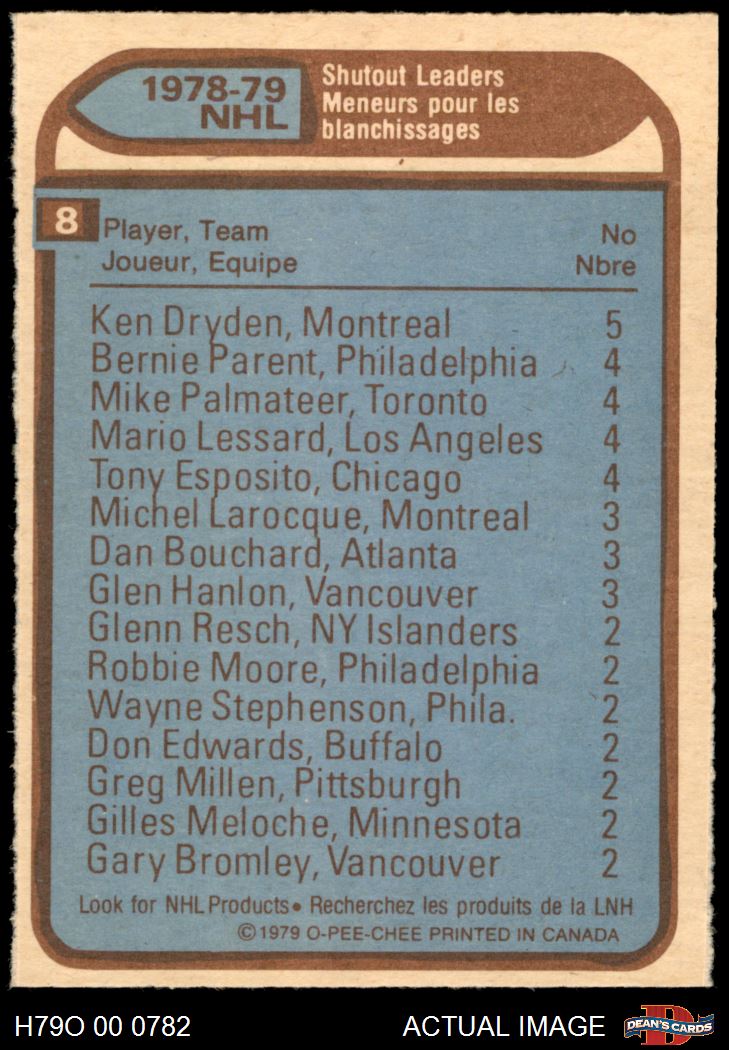 1978-79
NHL
Shutout Leaders
Meneurs pour les
blanchissages
8
Player, Team No
Joueur, Equipe Nbre
Ken Dryden, Montreal 5
Bernie Parent, Philadelphia 4
Mike Palmateer, Toronto 4
Mario Lessard, Los Angeles 4
Tony Esposito, Chicago 4
Michel Larocque, Montreal 3
Dan Bouchard, Atlanta 3
Glen Hanlon, Vancouver 3
Glenn Resch, NY Islanders 2
Robbie Moore, Philadelphia 2
Wayne Stephenson, Phila. 2
Don Edwards, Buffalo 2
Greg Millen, Pittsburgh 2
Gilles Meloche, Minnesota 2
Gary Bromley, Vancouver 2
Look for NHL Products• Recherchez les produits de la LNH
©1979 O-PEE-CHEE PRINTED IN CANADA
H79O 00 0782 ACTUAL IMAGE
D
DEAN'S CARDS